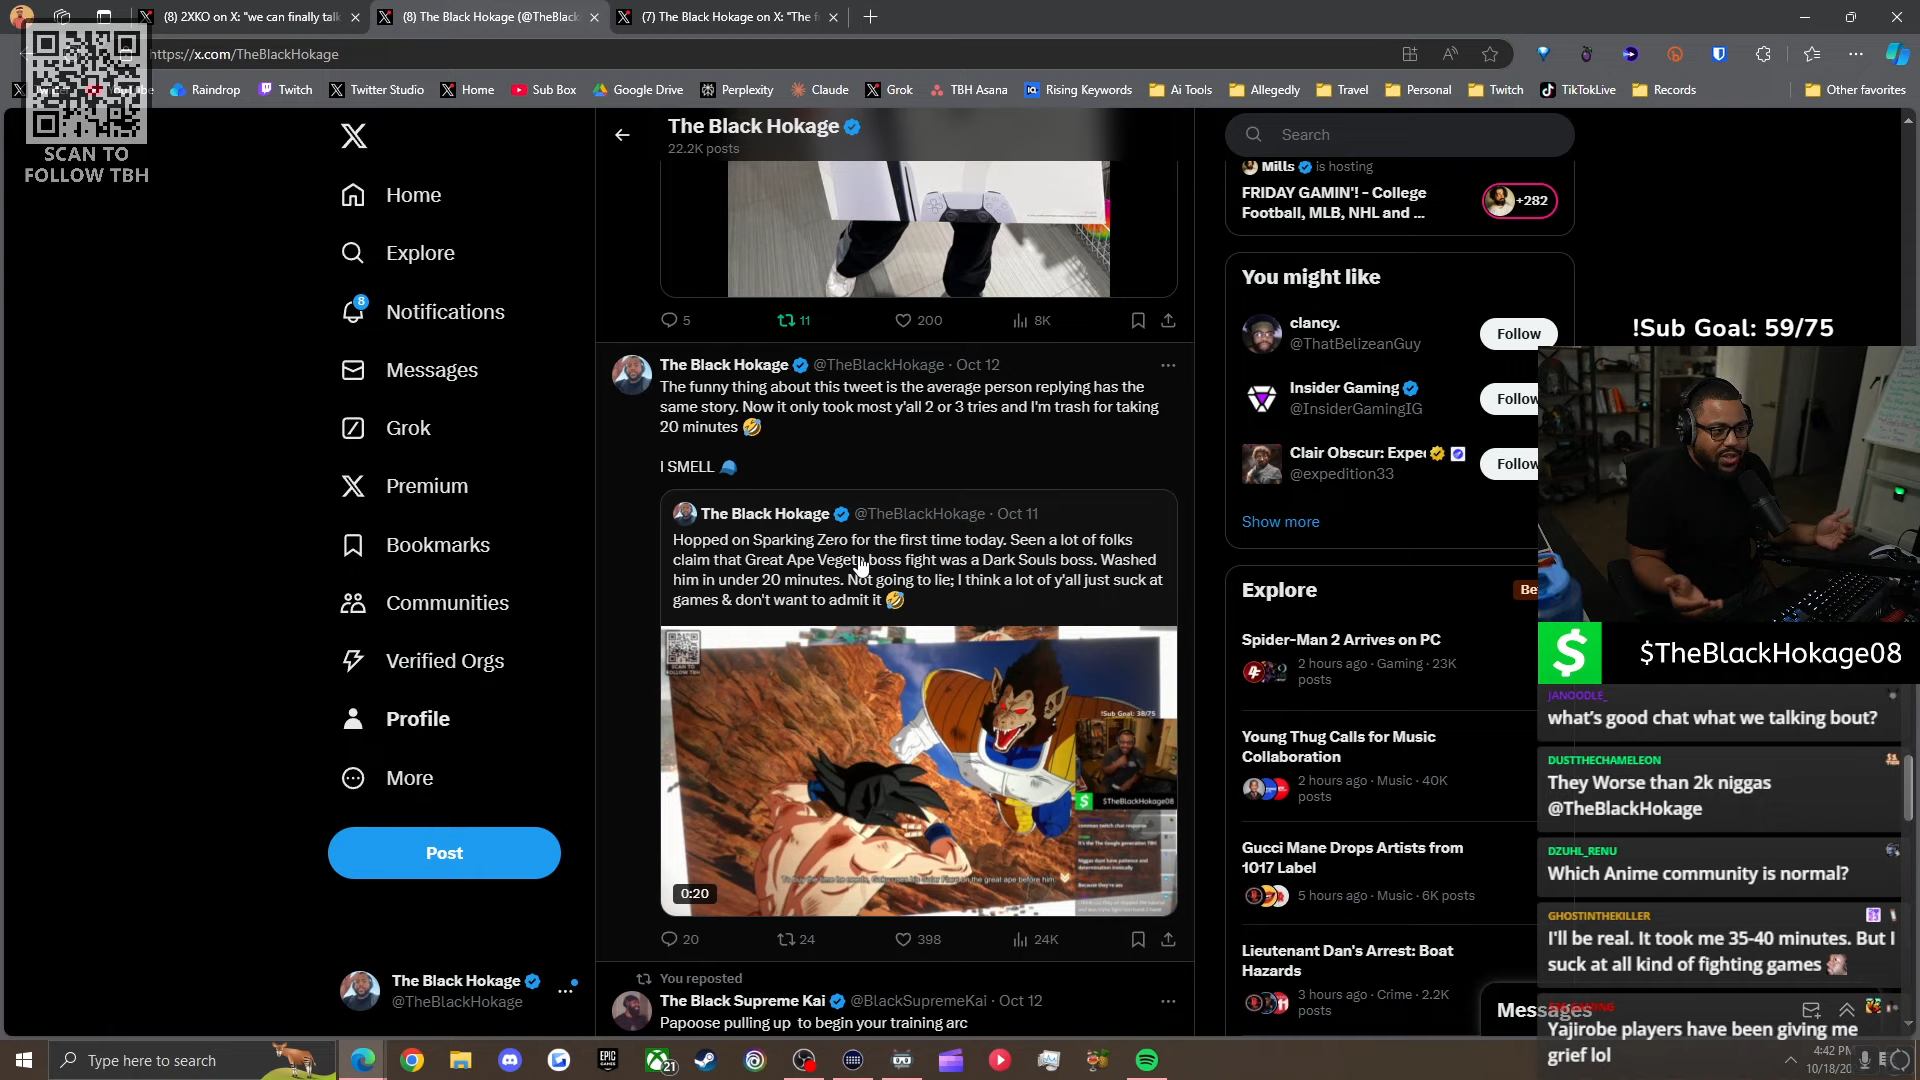 (8) 2XKO on X: "we can finally talk
(8) The Black Hokage (@TheBlack
(7) The Black Hokage on X: "The f
https://x.com/TheBlackHokage
Raindrop
Twitch
Twitter Studio
Home
Sub Box
Google Drive
Perplexity
Claude
Grok
TBH Asana
Rising Keywords
Ai Tools
Allegedly
Travel
Personal
Twitch
TikTokLive
Records
Other favorites
SCAN TO
FOLLOW TBH
Home
Explore
8
Notifications
Messages
Grok
Premium
Bookmarks
Communities
Verified Orgs
Profile
More
Post
The Black Hokage
@TheBlackHokage
The Black Hokage
22.2K posts
5
11
200
8K
The Black Hokage @TheBlackHokage · Oct 12
The funny thing about this tweet is the average person replying has the
same story. Now it only took most y'all 2 or 3 tries and I'm trash for taking
20 minutes 🤣
I SMELL 🧢
The Black Hokage @TheBlackHokage · Oct 11
Hopped on Sparking Zero for the first time today. Seen a lot of folks
claim that Great Ape Vegeta boss fight was a Dark Souls boss. Washed
him in under 20 minutes. Not going to lie; I think a lot of y'all just suck at
games & don't want to admit it 🤣
!Sub Goal: 38/75
$TheBlackHokage08
0:20
20
24
398
24K
You reposted
The Black Supreme Kai @BlackSupremeKai · Oct 12
Papoose pulling up to begin your training arc
Search
Mills is hosting
FRIDAY GAMIN'! - College
Football, MLB, NHL and ...
+282
You might like
clancy.
@ThatBelizeanGuy
Follow
Insider Gaming
@InsiderGamingIG
Follow
Clair Obscur: Expe
@expedition33
Follow
Show more
Explore
Be
Spider-Man 2 Arrives on PC
2 hours ago · Gaming · 23K
posts
Young Thug Calls for Music
Collaboration
2 hours ago · Music · 40K
posts
Gucci Mane Drops Artists from
1017 Label
5 hours ago · Music · 6K posts
Lieutenant Dan's Arrest: Boat
Hazards
3 hours ago · Crime · 2.2K
posts
Messages
!Sub Goal: 59/75
$TheBlackHokage08
JANOODLE_
what's good chat what we talking bout?
DUSTTHECHAMELEON
They Worse than 2k niggas
@TheBlackHokage
DZUHL_RENU
Which Anime community is normal?
GHOSTINTHEKILLER
I'll be real. It took me 35-40 minutes. But I
suck at all kind of fighting games
Yajirobe players have been giving me
grief lol
Type here to search
EPIC
GAMES
21
4:42 PM
10/18/20